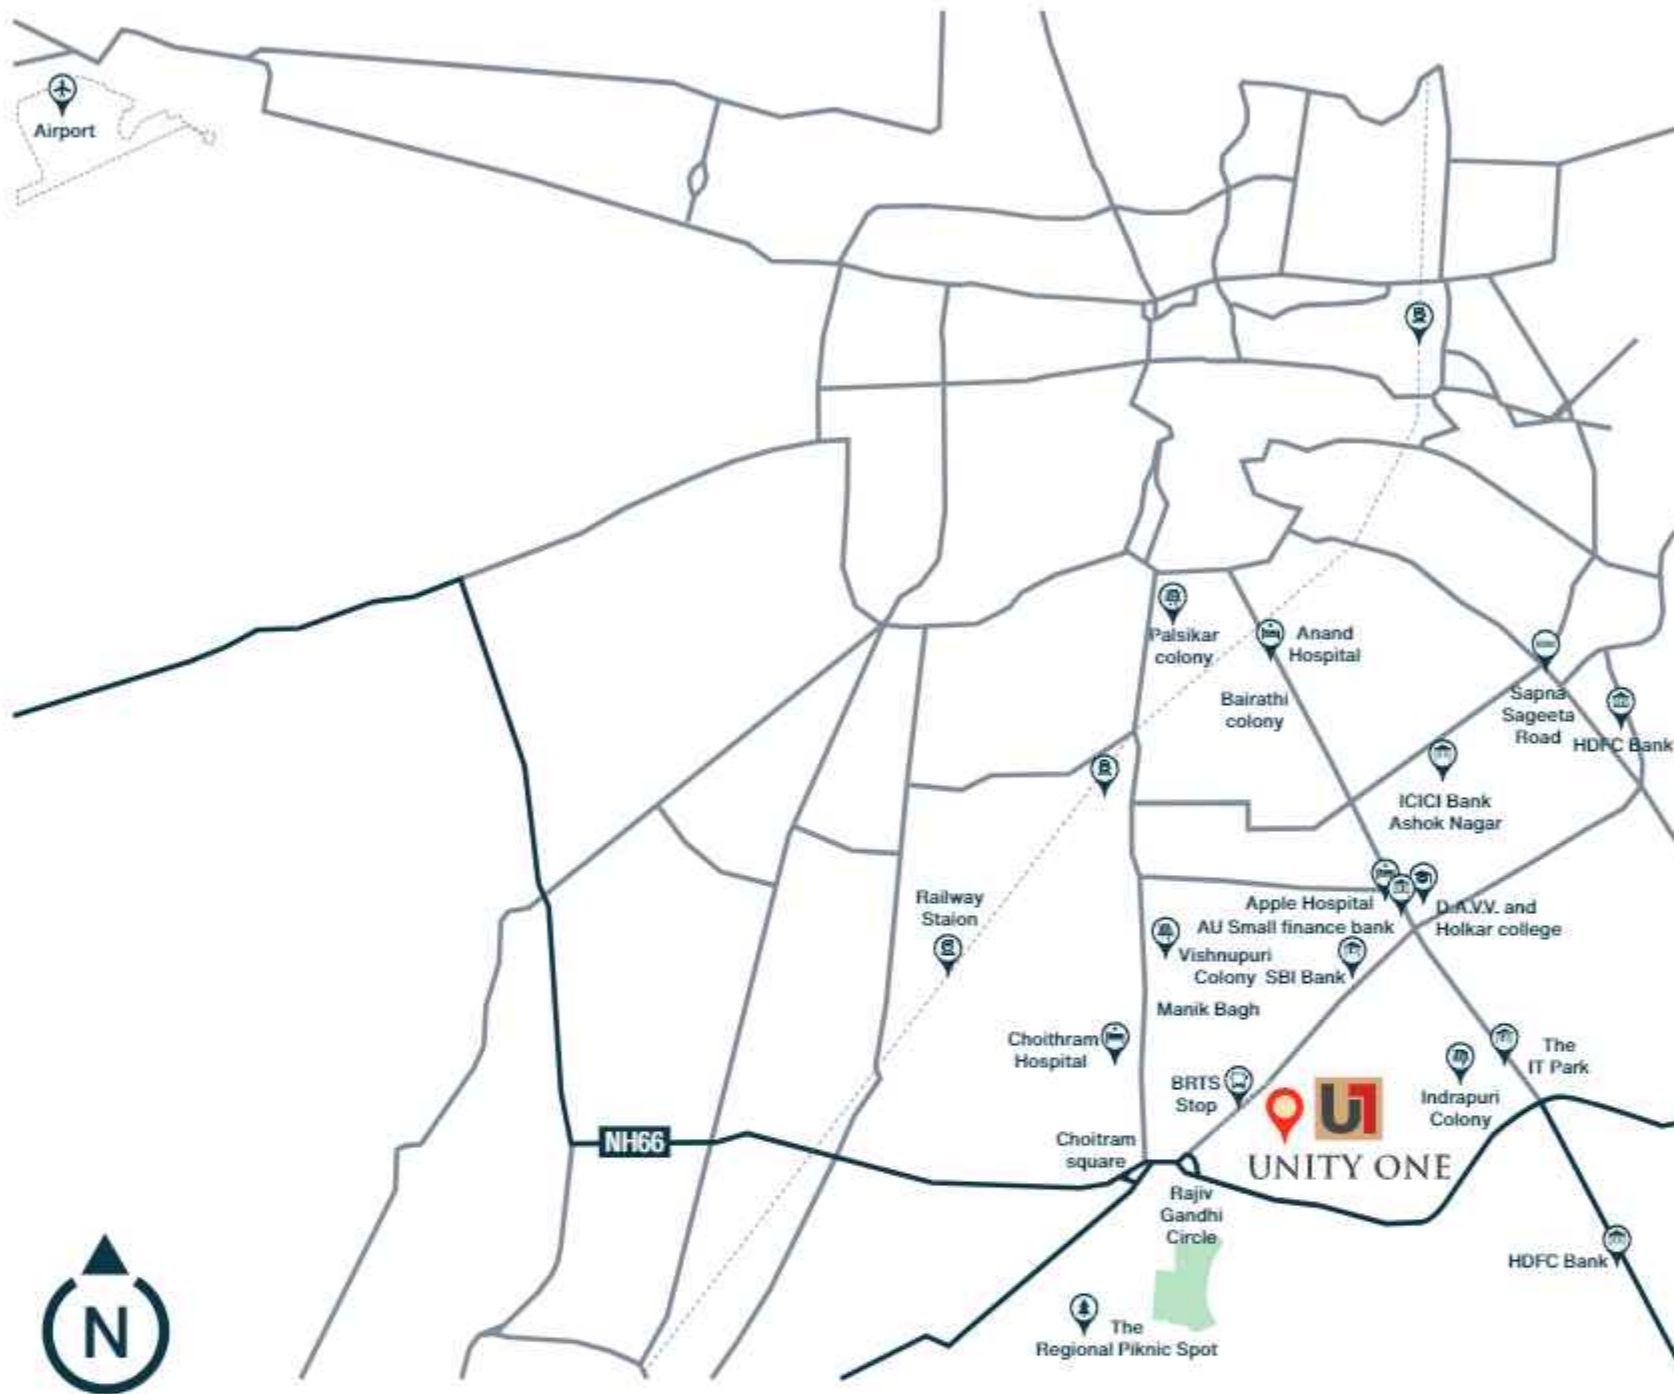 Airport
Palsikar
colony
Anand
Hospital
Bairathi
colony
Sapna
Sageeta
Road
HDFC Bank
ICICI Bank
Ashok Nagar
Railway
Staion
Apple Hospital
AU Small finance bank
D.A.V.V. and
Holkar college
Vishnupuri
Colony
SBI Bank
Manik Bagh
Choithram
Hospital
BRTS
Stop
The
IT Park
Indrapuri
Colony
NH66
Choitram
square
U1
UNITY ONE
Rajiv
Gandhi
Circle
HDFC Bank
The
Regional Piknic Spot
N